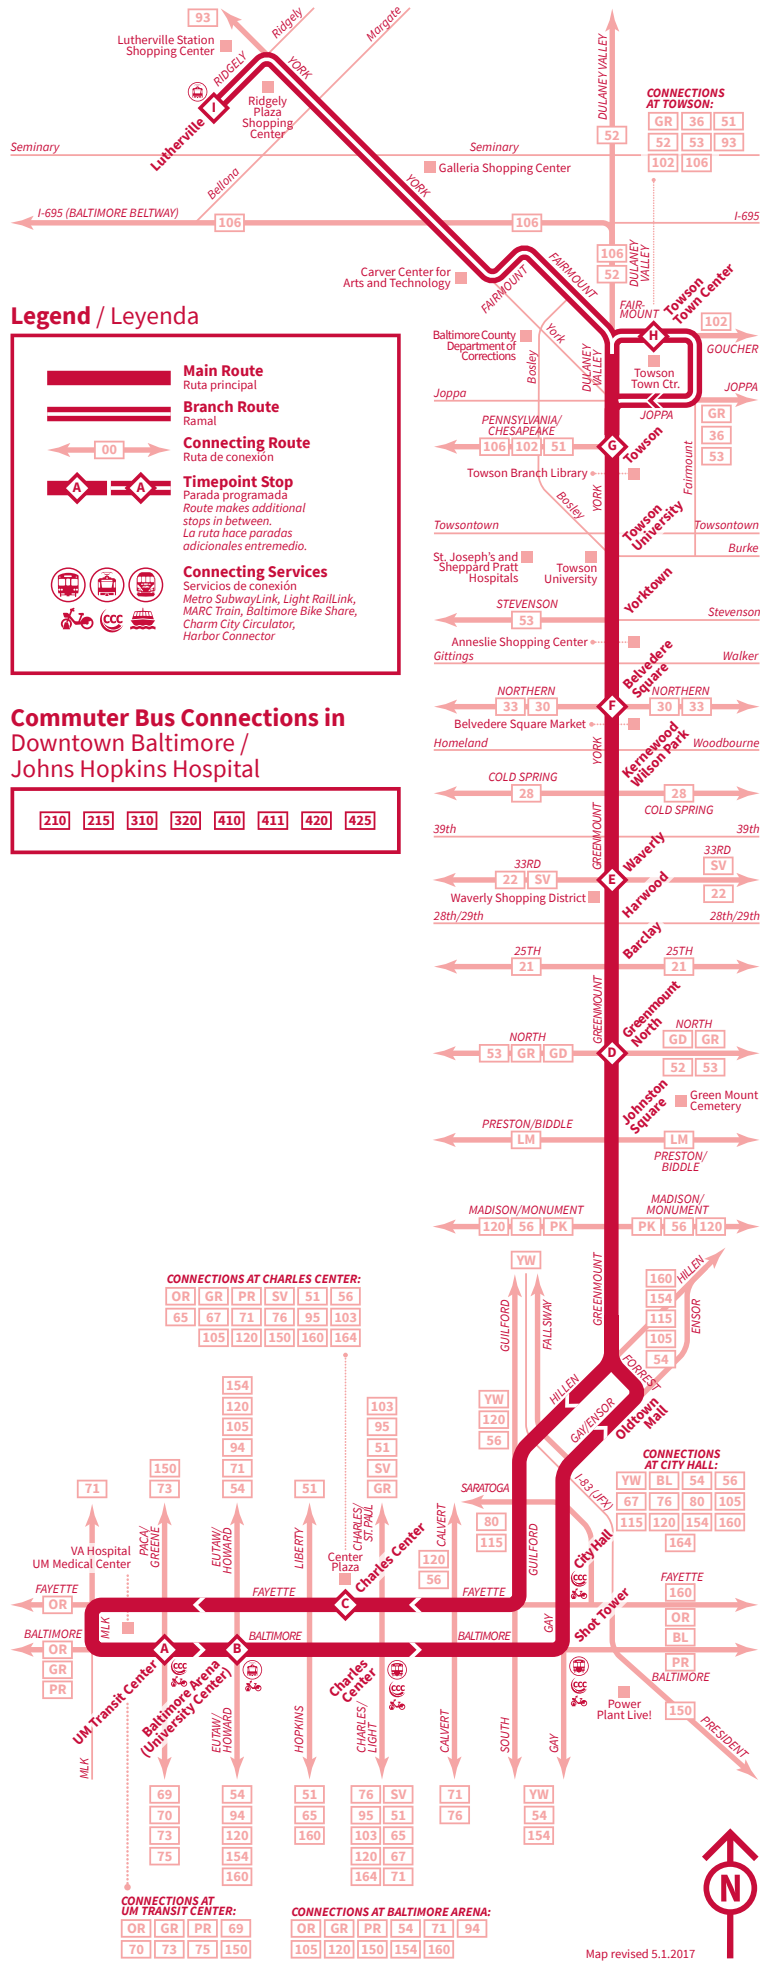 93
Lutherville Station
Shopping Center
Ridgely
Margate
RIDGELY
YORK
I
Lutherville
Ridgely
Plaza
Shopping
Center
DULANEY VALLEY
52
CONNECTIONS
AT TOWSON:
GR 36 51
52 53 93
102 106
Seminary
Seminary
Bellona
YORK
Galleria Shopping Center
I-695 (BALTIMORE BELTWAY)
106
106
I-695
106
52
DULANEY
VALLEY
Carver Center for
Arts and Technology
FAIRMOUNT
FAIRMOUNT
FAIR-
MOUNT
Towson
Town Center
H
102
GOUCHER
Baltimore County
Department of
Corrections
York
Bosley
DULANEY
VALLEY
Towson
Town Ctr.
Joppa
JOPPA
JOPPA
GR
36
53
PENNSYLVANIA/
CHESAPEAKE
106 102 51
G
Towson
Towson Branch Library
YORK
Fairmount
Bosley
Towson
University
Towsontown
Towsontown
Burke
St. Joseph's and
Sheppard Pratt
Hospitals
Towson
University
Yorktown
STEVENSON
53
Stevenson
Anneslie Shopping Center
Gittings
Walker
Belvedere
Square
NORTHERN
33 30
F
NORTHERN
30 33
Belvedere Square Market
Homeland
YORK
Kernewood
Wilson Park
Woodbourne
COLD SPRING
28
28
COLD SPRING
39th
39th
GREENMOUNT
Waverly
33RD
22 SV
E
33RD
SV
22
Waverly Shopping District
Harwood
28th/29th
28th/29th
Barclay
25TH
21
25TH
21
GREENMOUNT
Greenmount
North
NORTH
53 GR GD
D
NORTH
GD GR
52 53
Johnston
Square
Green Mount
Cemetery
PRESTON/BIDDLE
LM
LM
PRESTON/
BIDDLE
MADISON/MONUMENT
120 56 PK
MADISON/
MONUMENT
PK 56 120
Legend / Leyenda
Main Route
Ruta principal
Branch Route
Ramal
00
Connecting Route
Ruta de conexión
A A
Timepoint Stop
Parada programada
Route makes additional
stops in between.
La ruta hace paradas
adicionales entremedio.
CCC
Connecting Services
Servicios de conexión
Metro SubwayLink, Light RailLink,
MARC Train, Baltimore Bike Share,
Charm City Circulator,
Harbor Connector
Commuter Bus Connections in
Downtown Baltimore /
Johns Hopkins Hospital
210 215 310 320 410 411 420 425
YW
GUILFORD
FALLSWAY
GREENMOUNT
160
154
115
105
54
HILLEN
ENSOR
FORREST
HILLEN
GAY/ENSOR
Oldtown
Mall
YW
120
56
CONNECTIONS AT CHARLES CENTER:
OR GR PR SV 51 56
65 67 71 76 95 103
105 120 150 160 164
154
120
105
94
71
54
103
95
51
SV
GR
150
73
71
51
I-83 (JFX)
CONNECTIONS
AT CITY HALL:
YW BL 54 56
67 76 80 105
115 120 154 160
164
SARATOGA
80
115
CALVERT
120
56
GUILFORD
VA Hospital
UM Medical Center
PACA/
GREENE
EUTAW/
HOWARD
LIBERTY
CHARLES/
ST.PAUL
Center
Plaza
Charles Center
City Hall
CCC
FAYETTE
OR
FAYETTE
C
FAYETTE
FAYETTE
160
Shot Tower
MLK
BALTIMORE
OR
GR
PR
A
B
BALTIMORE
BALTIMORE
GAY
OR
BL
PR
BALTIMORE
CCC
CCC
CCC
UM Transit Center
Baltimore Arena
(University Center)
Charles
Center
Power
Plant Live!
150
PRESIDENT
MLK
EUTAW/
HOWARD
HOPKINS
CHARLES/
LIGHT
CALVERT
SOUTH
GAY
69
70
73
75
54
94
120
154
160
51
65
160
76 SV
95 51
103 65
120 67
164 71
71
76
YW
54
154
CONNECTIONS AT
UM TRANSIT CENTER:
OR GR PR 69
70 73 75 150
CONNECTIONS AT BALTIMORE ARENA:
OR GR PR 54 71 94
105 120 150 154 160
N
Map revised 5.1.2017